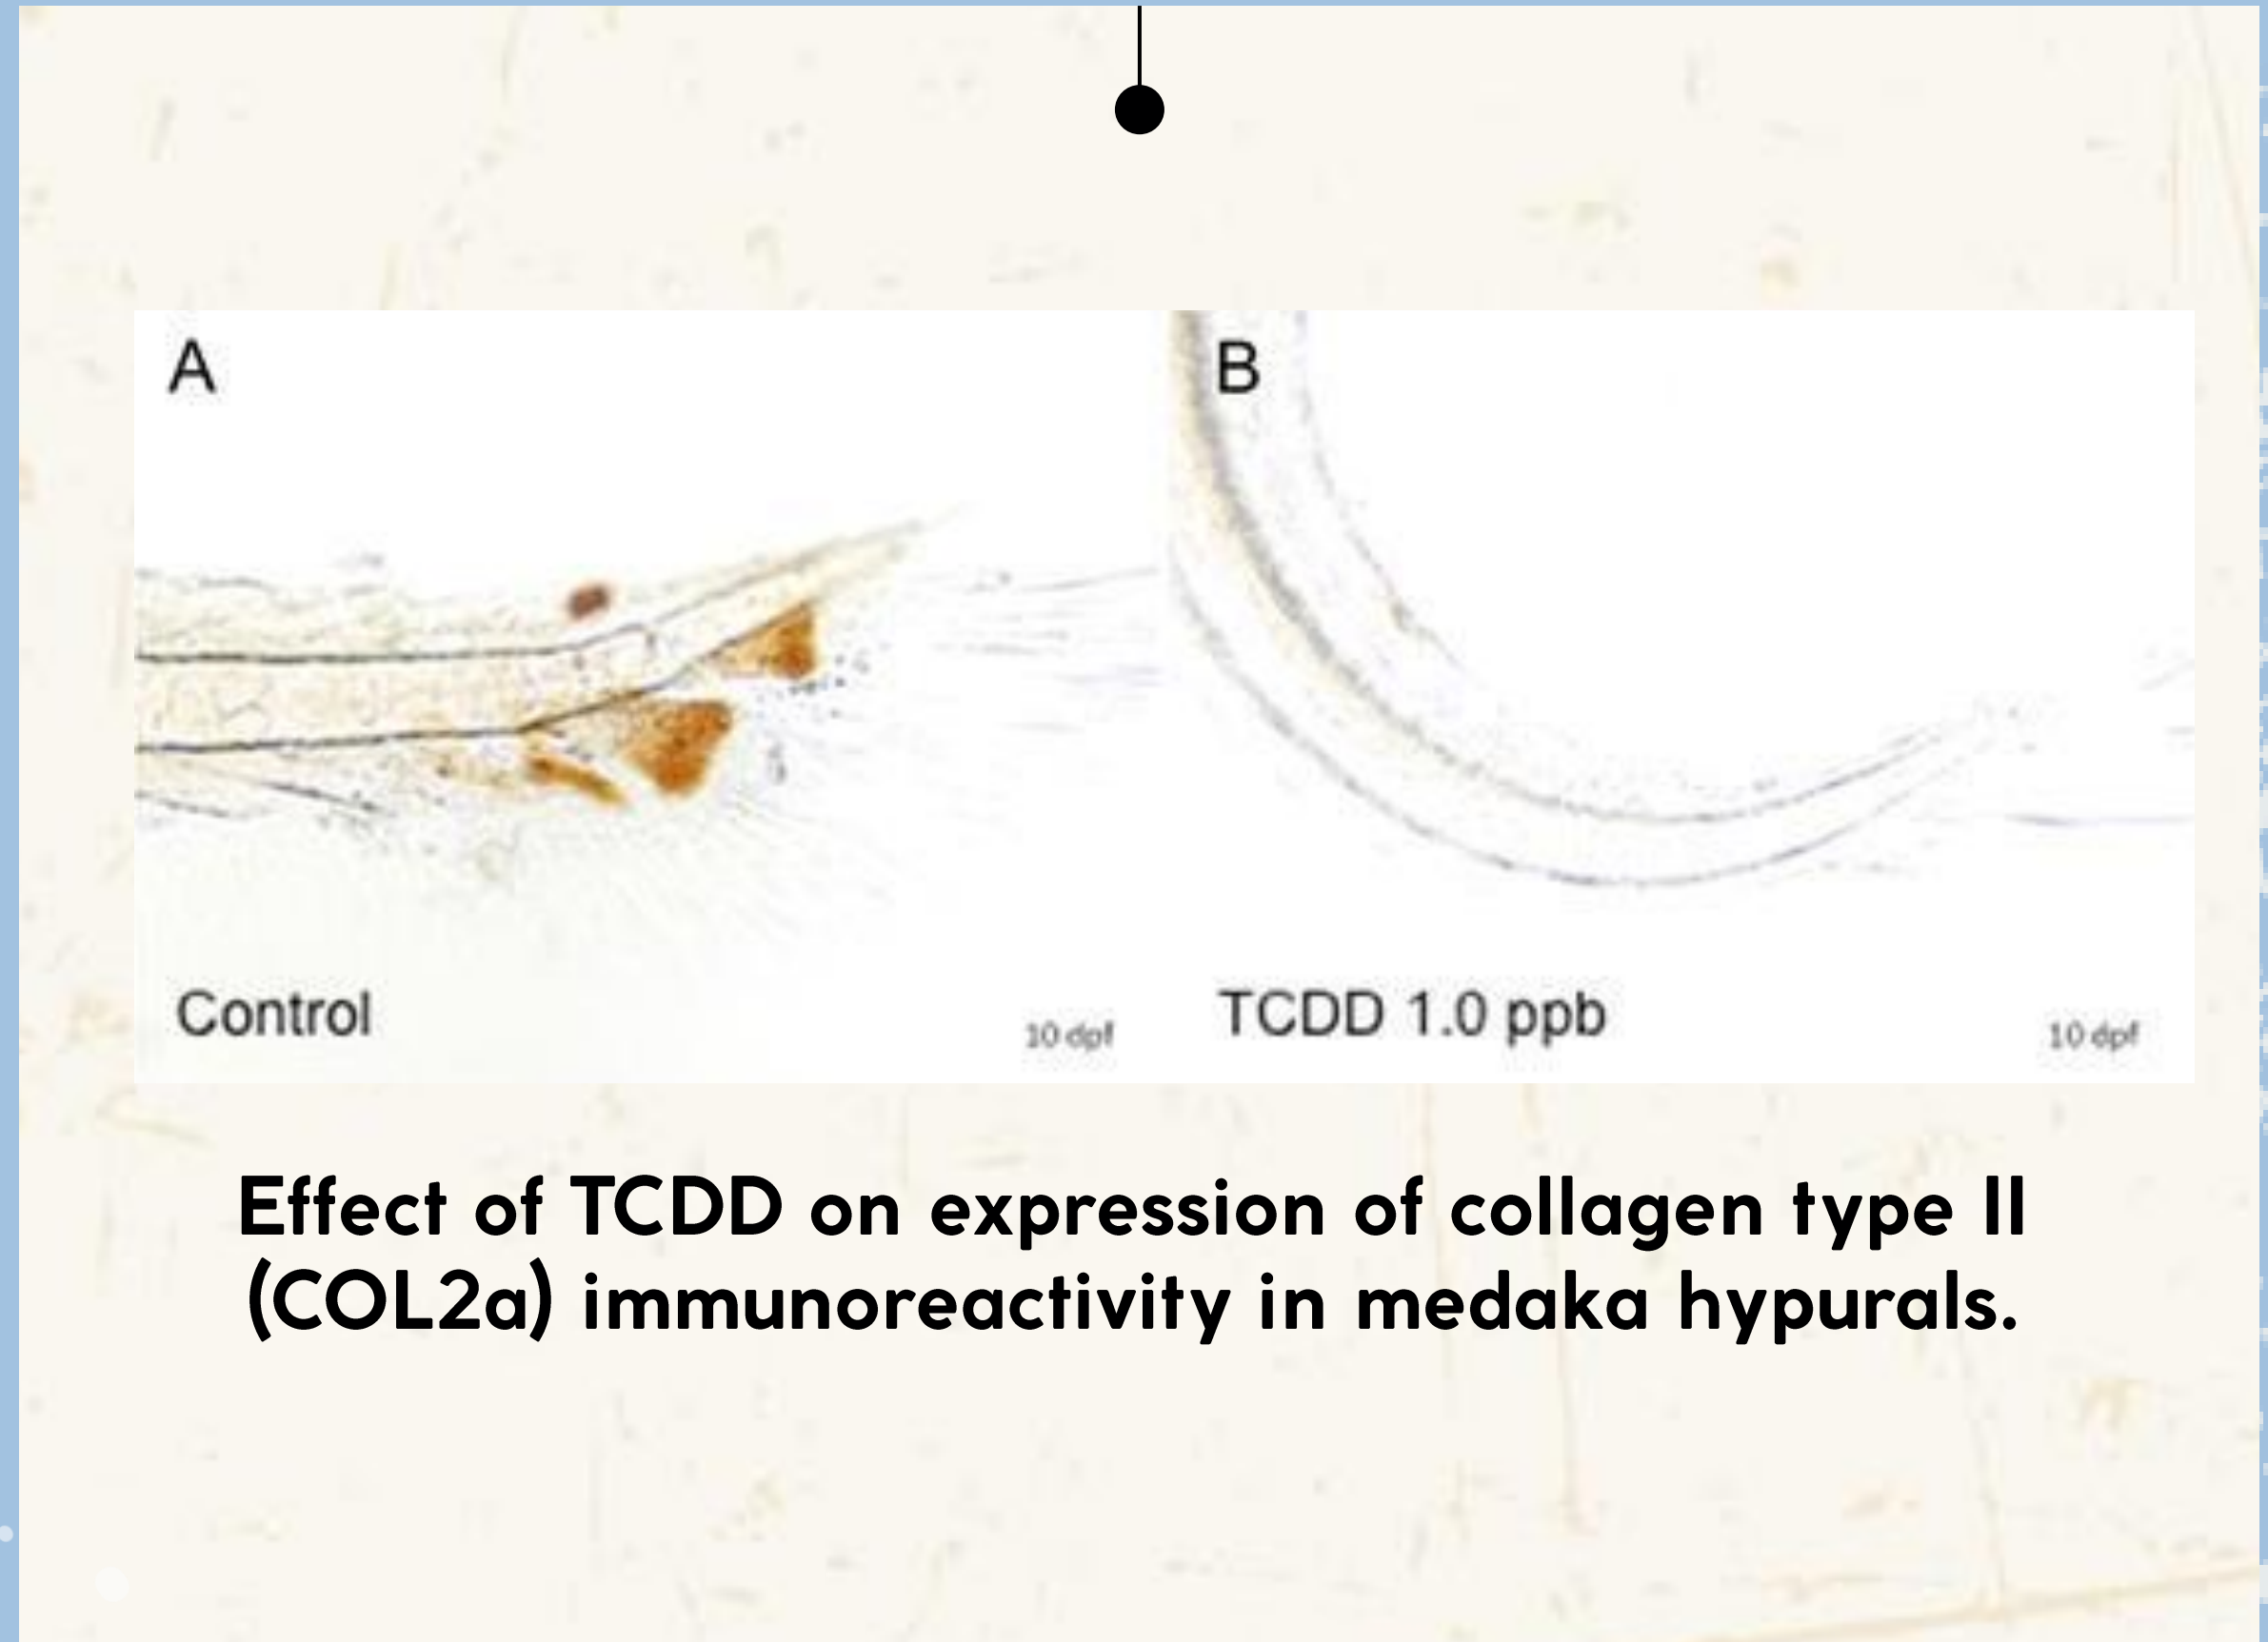 A
B
Control
10 dpf
TCDD 1.0 ppb
10 dpf
Effect of TCDD on expression of collagen type II
(COL2a) immunoreactivity in medaka hypurals.